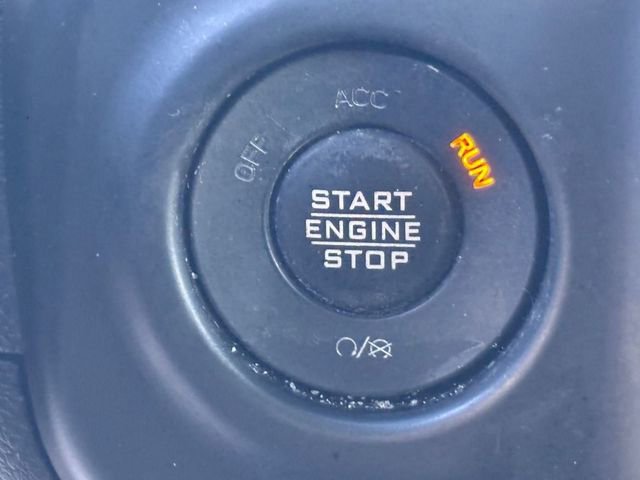 ACC
OFF
RUN
START
ENGINE
STOP